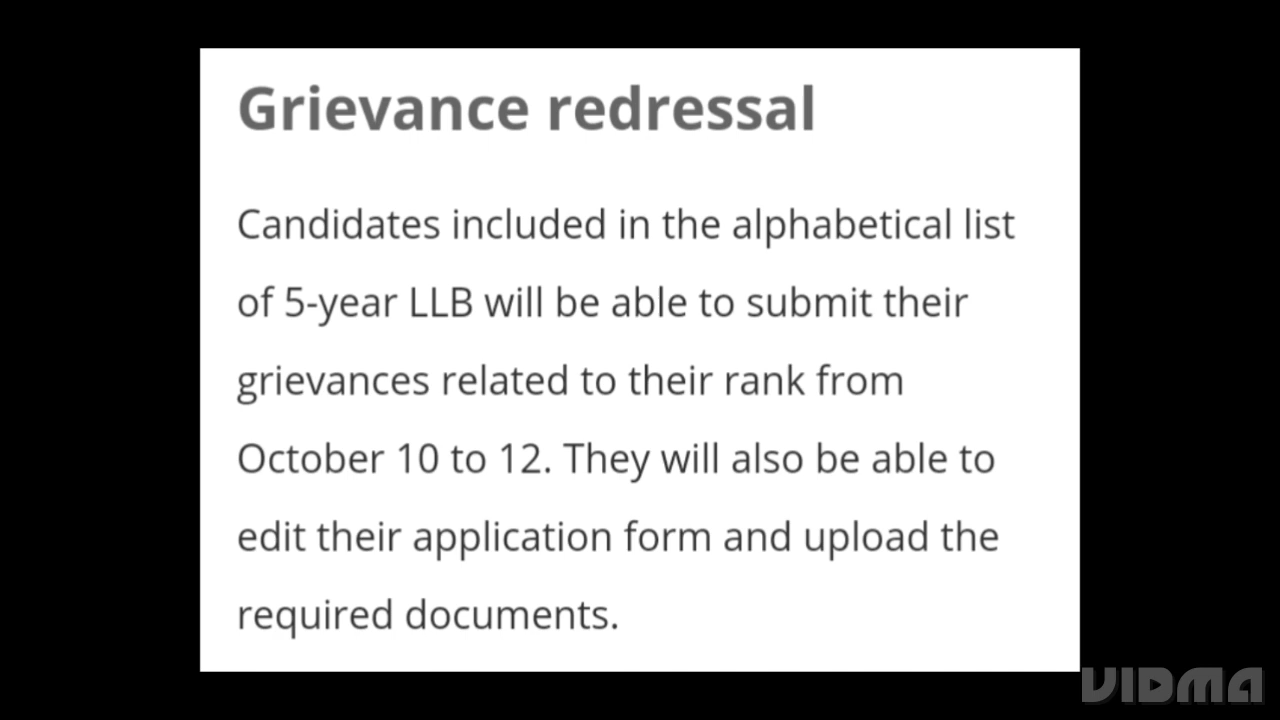 Grievance redressal
Candidates included in the alphabetical list
of 5-year LLB will be able to submit their
grievances related to their rank from
October 10 to 12. They will also be able to
edit their application form and upload the
required documents.
VIDMA